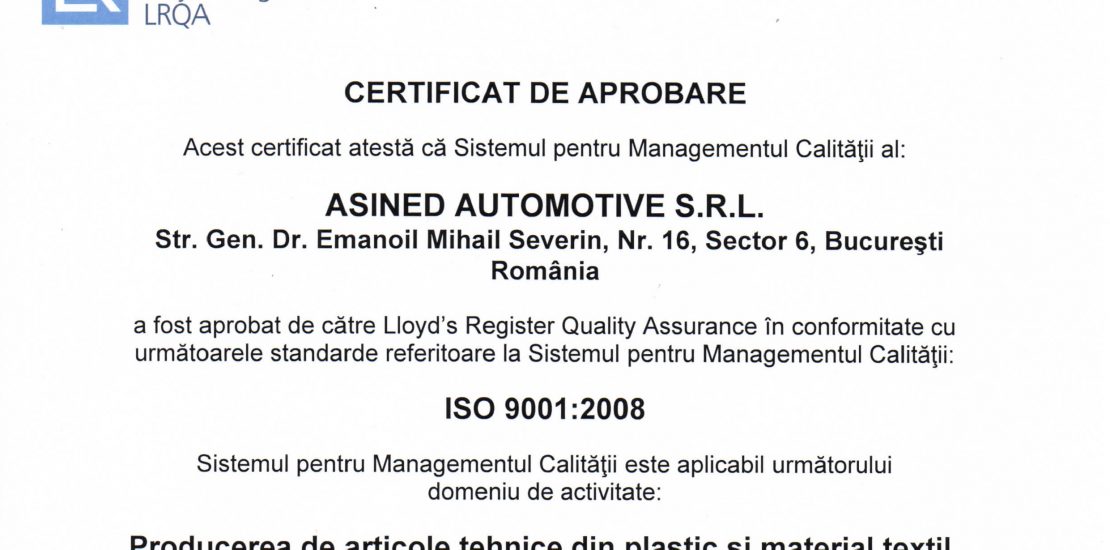 LRQA
CERTIFICAT DE APROBARE
Acest certificat atestă că Sistemul pentru Managementul Calităţii al:
ASINED AUTOMOTIVE S.R.L.
Str. Gen. Dr. Emanoil Mihail Severin, Nr. 16, Sector 6, Bucureşti
România
a fost aprobat de către Lloyd's Register Quality Assurance în conformitate cu
următoarele standarde referitoare la Sistemul pentru Managementul Calităţii:
ISO 9001:2008
Sistemul pentru Managementul Calităţii este aplicabil următorului
domeniu de activitate:
Producerea de articole tehnice din plastic şi material textil